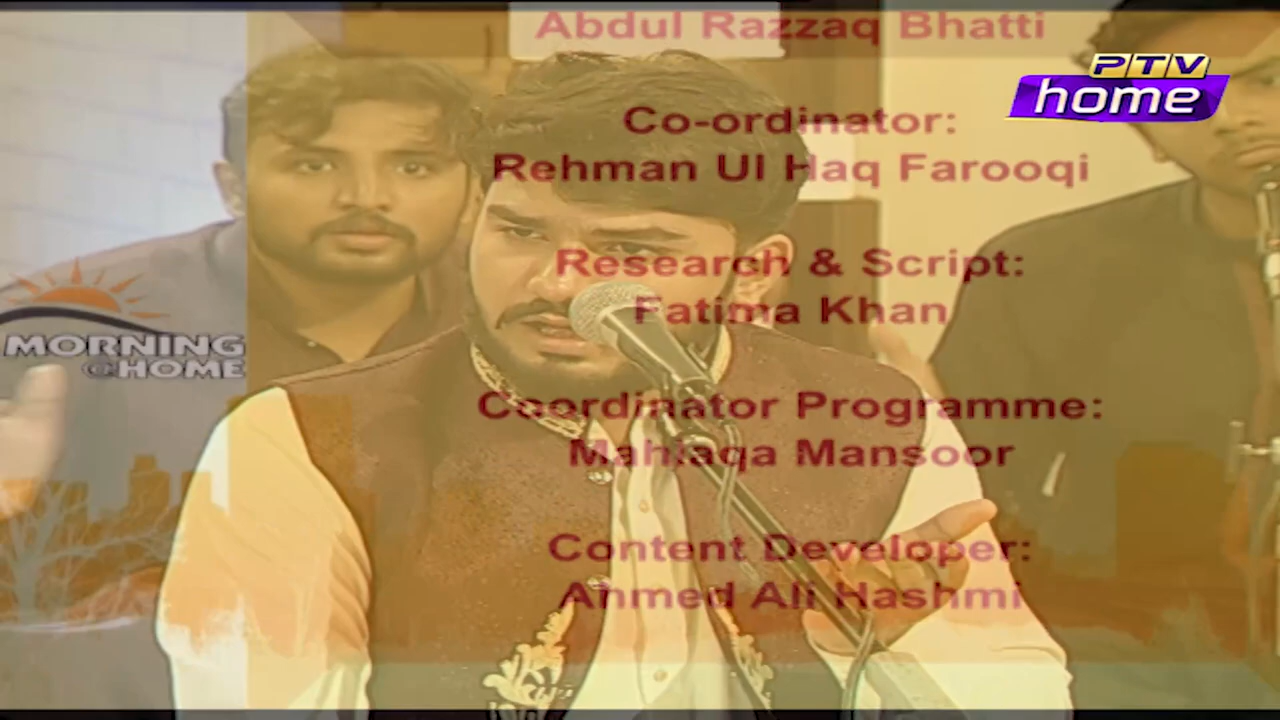 Abdul Razzaq Bhatti
PTV
home
Co-ordinator:
Rehman Ul Haq Farooqi
Research & Script:
Fatima Khan
MORNING
@HOME
Coordinator Programme:
Mahlaqa Mansoor
Content Developer:
Ahmed Ali Hashmi